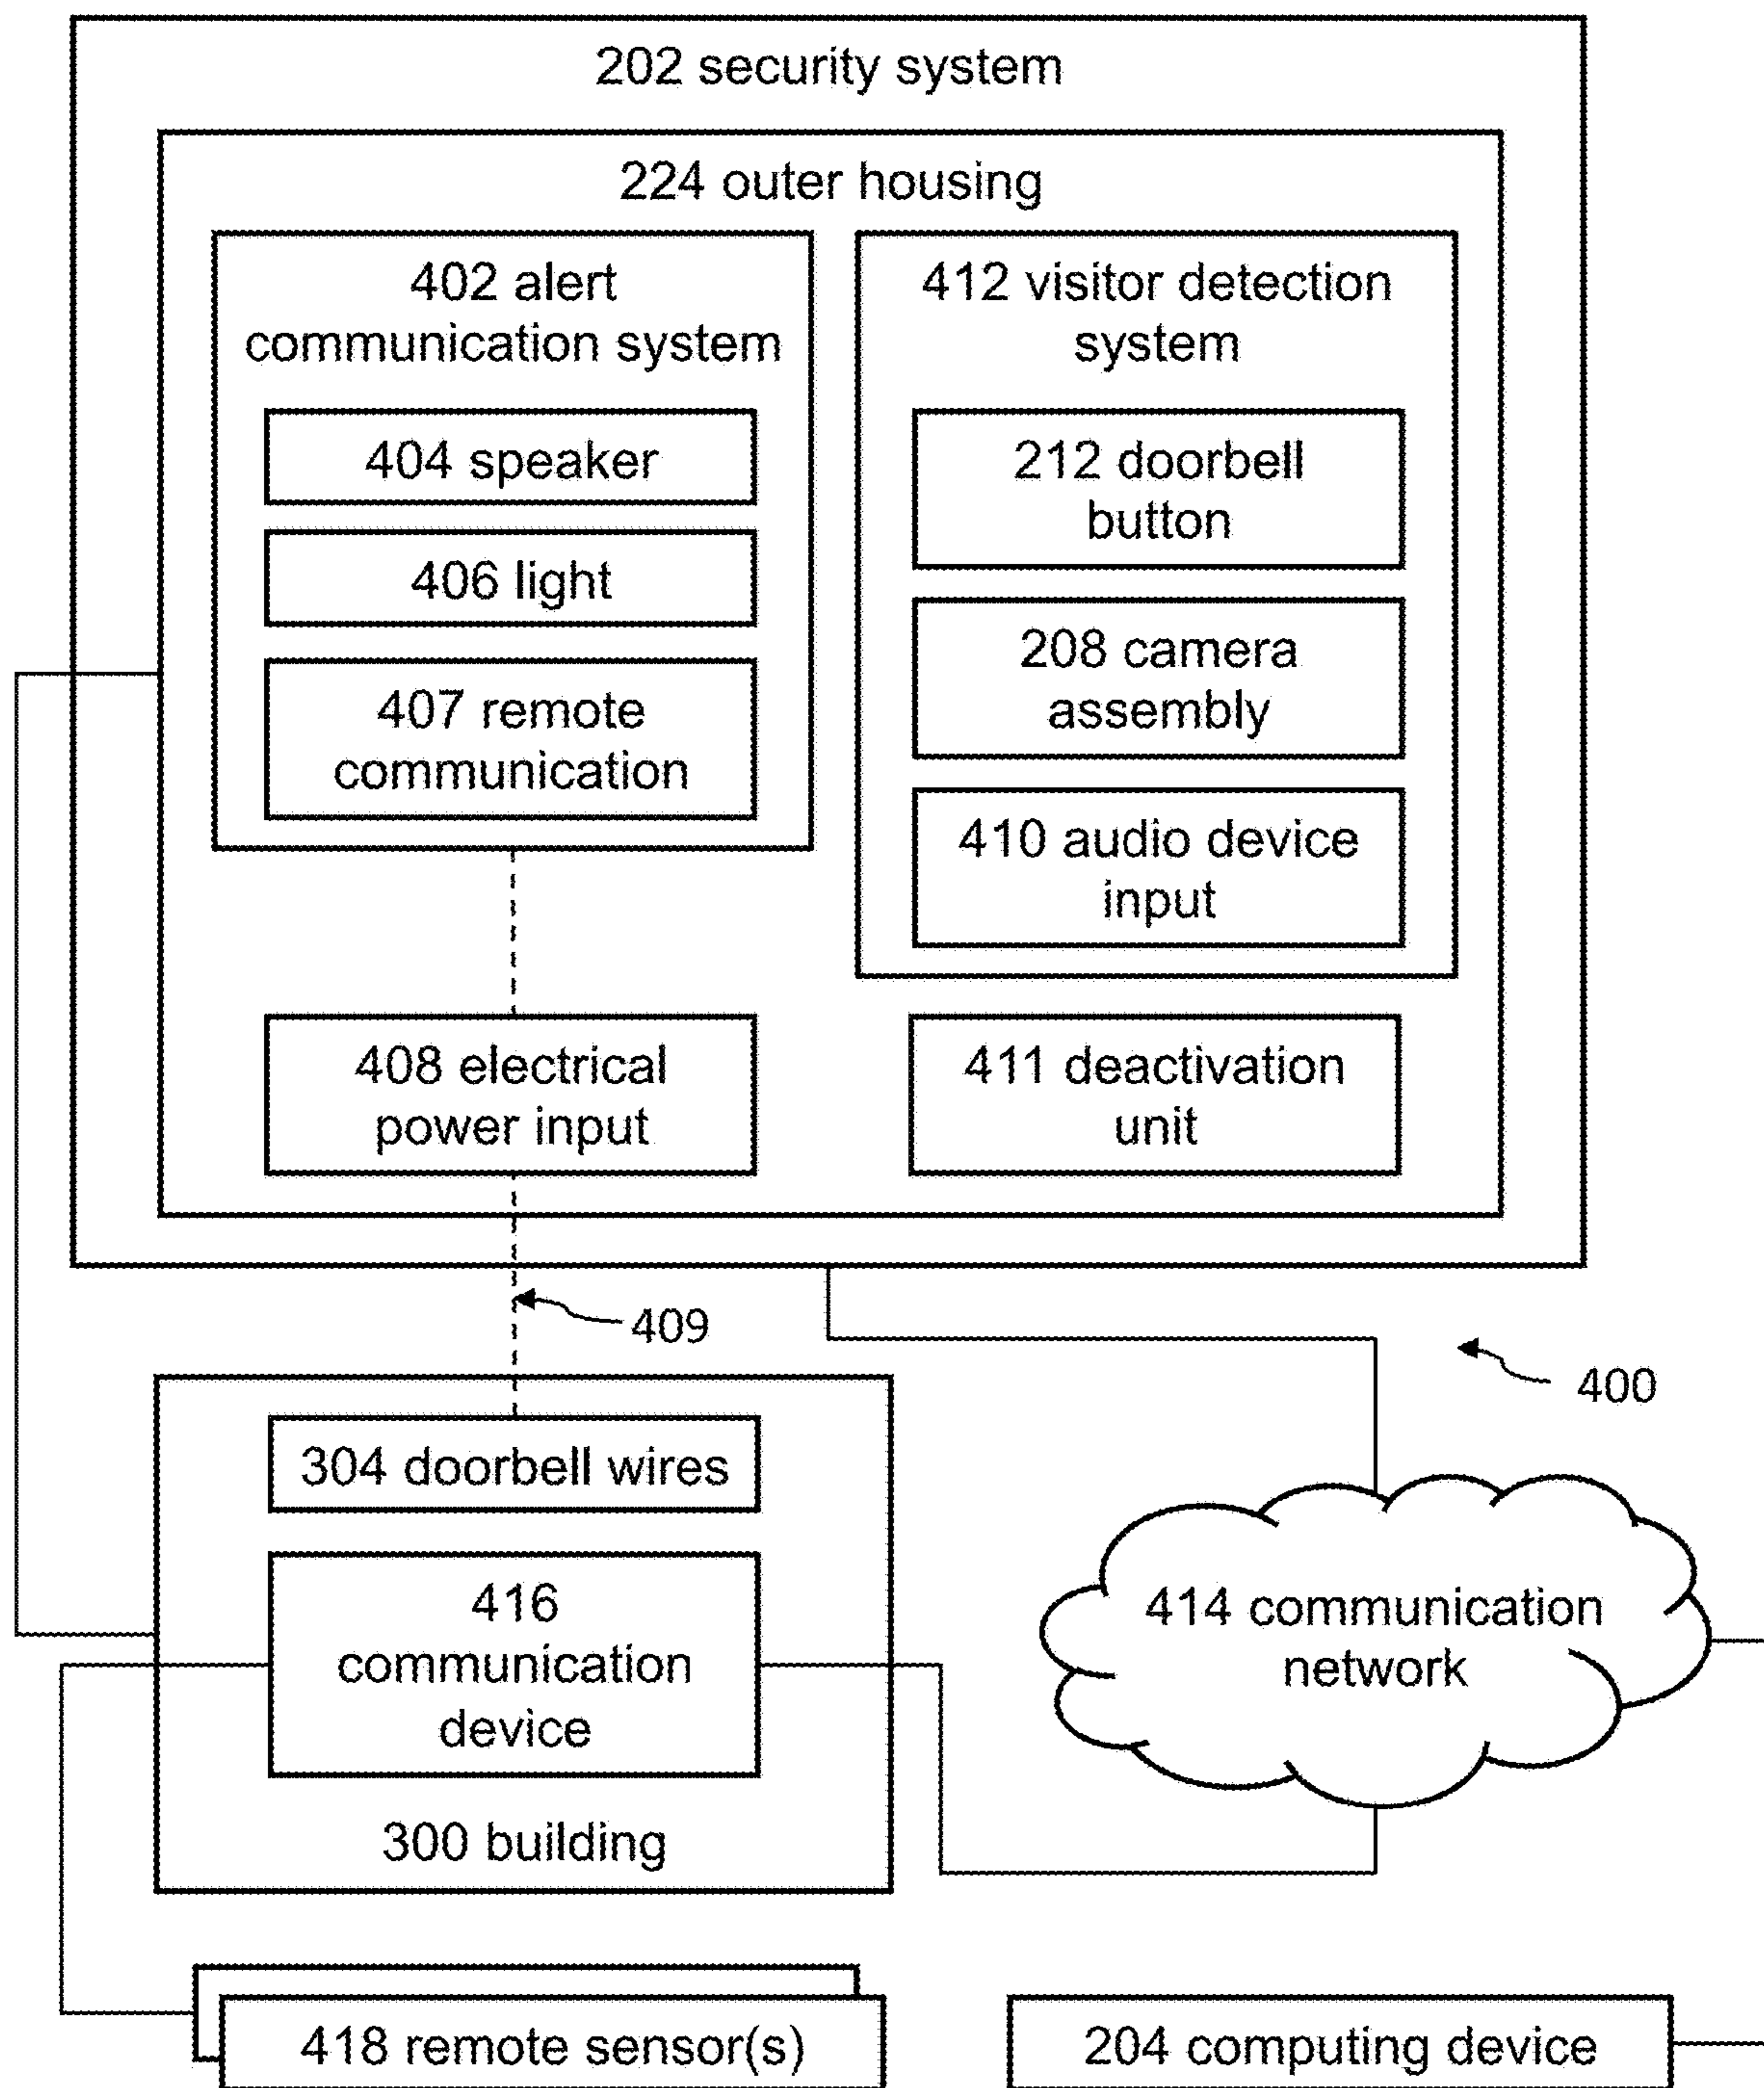 202 security system
224 outer housing
402 alert
communication system
404 speaker
406 light
407 remote
communication
412 visitor detection
system
212 doorbell
button
208 camera
assembly
410 audio device
input
408 electrical
power input
411 deactivation
unit
409
400
304 doorbell wires
416
communication
device
300 building
414 communication
network
418 remote sensor(s)
204 computing device